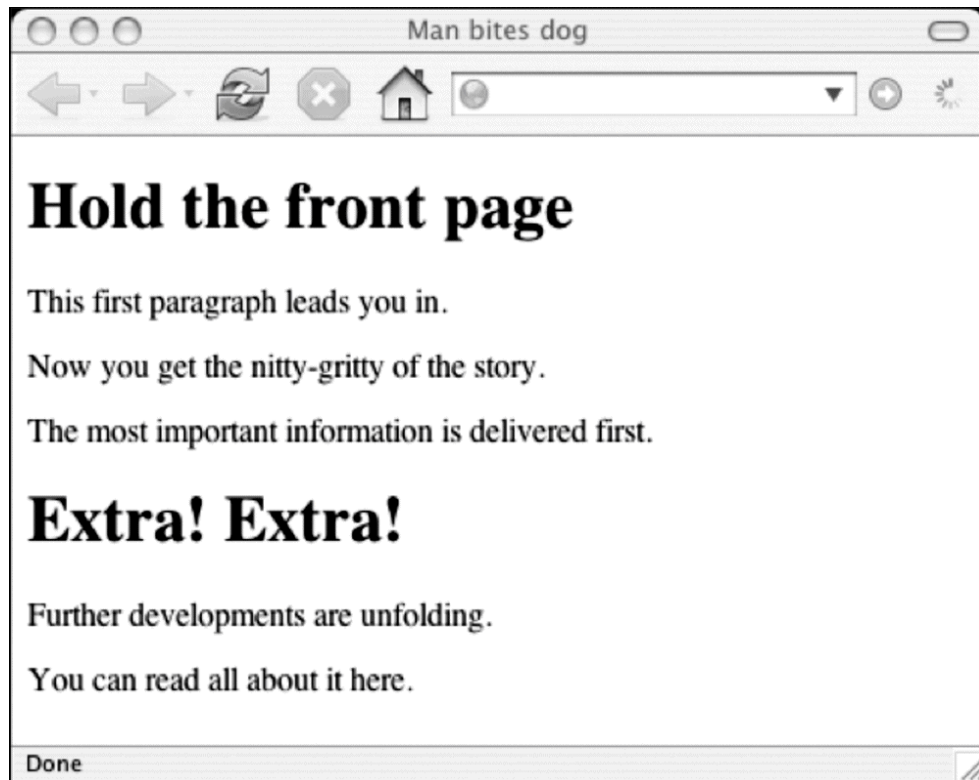 Man bites dog
Hold the front page
This first paragraph leads you in.
Now you get the nitty-gritty of the story.
The most important information is delivered first.
Extra! Extra!
Further developments are unfolding.
You can read all about it here.
Done